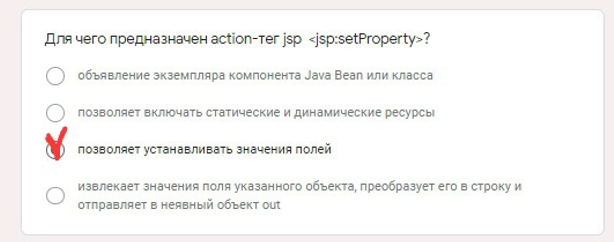 Для чего предназначен action-тег jsp <jsp:setProperty>?
объявление экземпляра компонента Java Bean или класса
позволяет включать статические и динамические ресурсы
позволяет устанавливать значения полей
извлекает значения поля указанного объекта, преобразует его в строку и
отправляет в неявный объект out